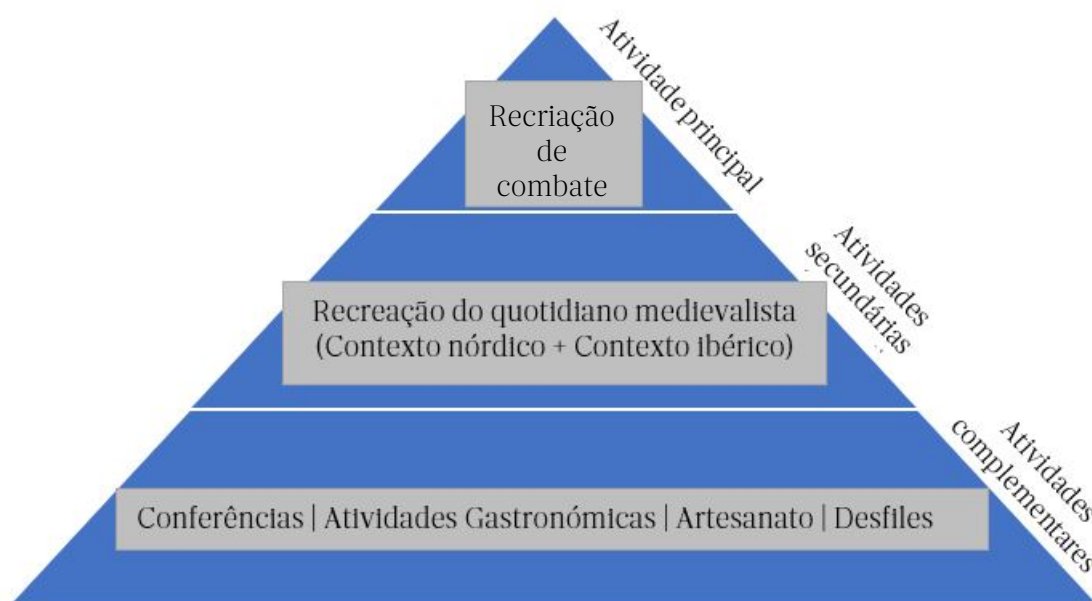 Recriação
de
combate
Atividade principal
Recreação do quotidiano medievalista
(Contexto nórdico + Contexto ibérico)
Atividades
secundárias
Conferências | Atividades Gastronómicas | Artesanato | Desfiles
Atividades
complementares